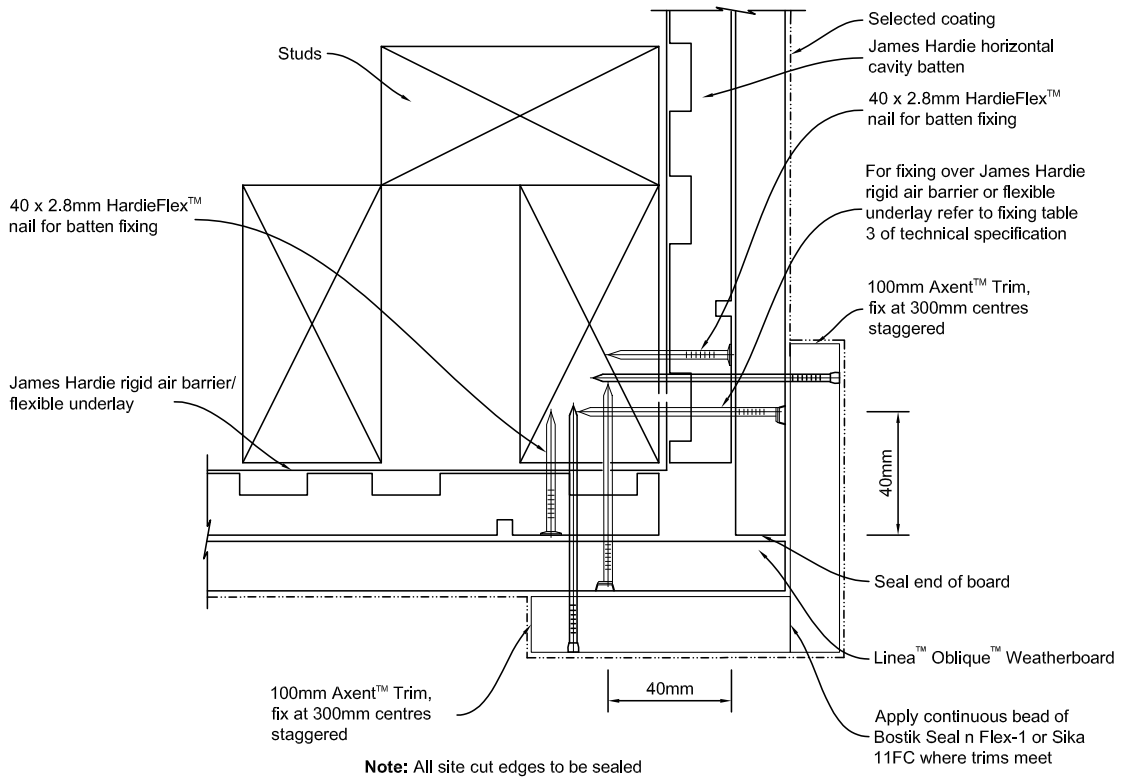 Studs
Selected coating
James Hardie horizontal
cavity batten
40 x 2.8mm HardieFlex™
nail for batten fixing
For fixing over James Hardie
rigid air barrier or flexible
underlay refer to fixing table
3 of technical specification
40 x 2.8mm HardieFlex™
nail for batten fixing
100mm Axent™ Trim,
fix at 300mm centres
staggered
James Hardie rigid air barrier/
flexible underlay
40mm
Seal end of board
Linea™ Oblique™ Weatherboard
100mm Axent™ Trim,
fix at 300mm centres
staggered
40mm
Apply continuous bead of
Bostik Seal n Flex-1 or Sika
11FC where trims meet
Note: All site cut edges to be sealed